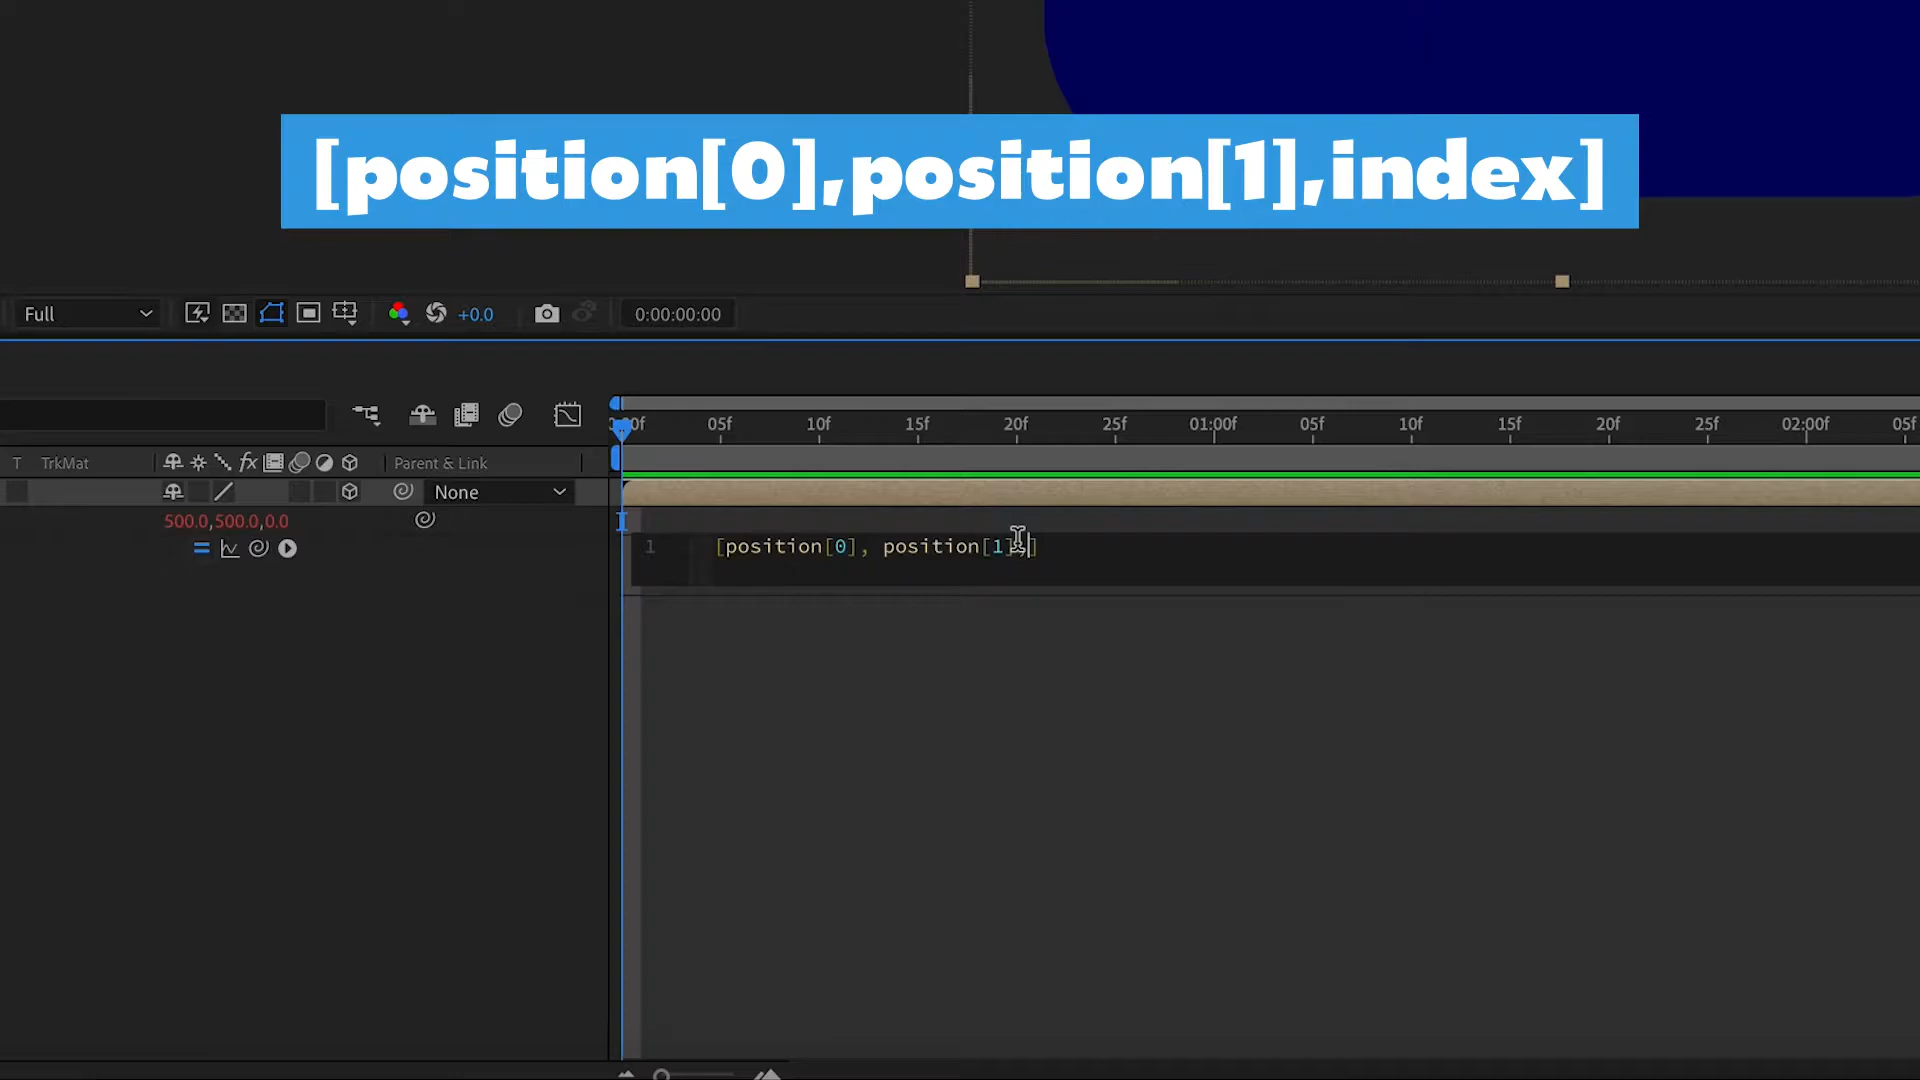 [position[0],position[1],index]
Full
+0.0
0:00:00:00
05f 10f 15f 20f 25f 01:00f 05f 10f 15f 20f 25f 02:00f 05f
T TrkMat fx Parent & Link
None
500.0,500.0,0.0
1 [position[0], position[1],]